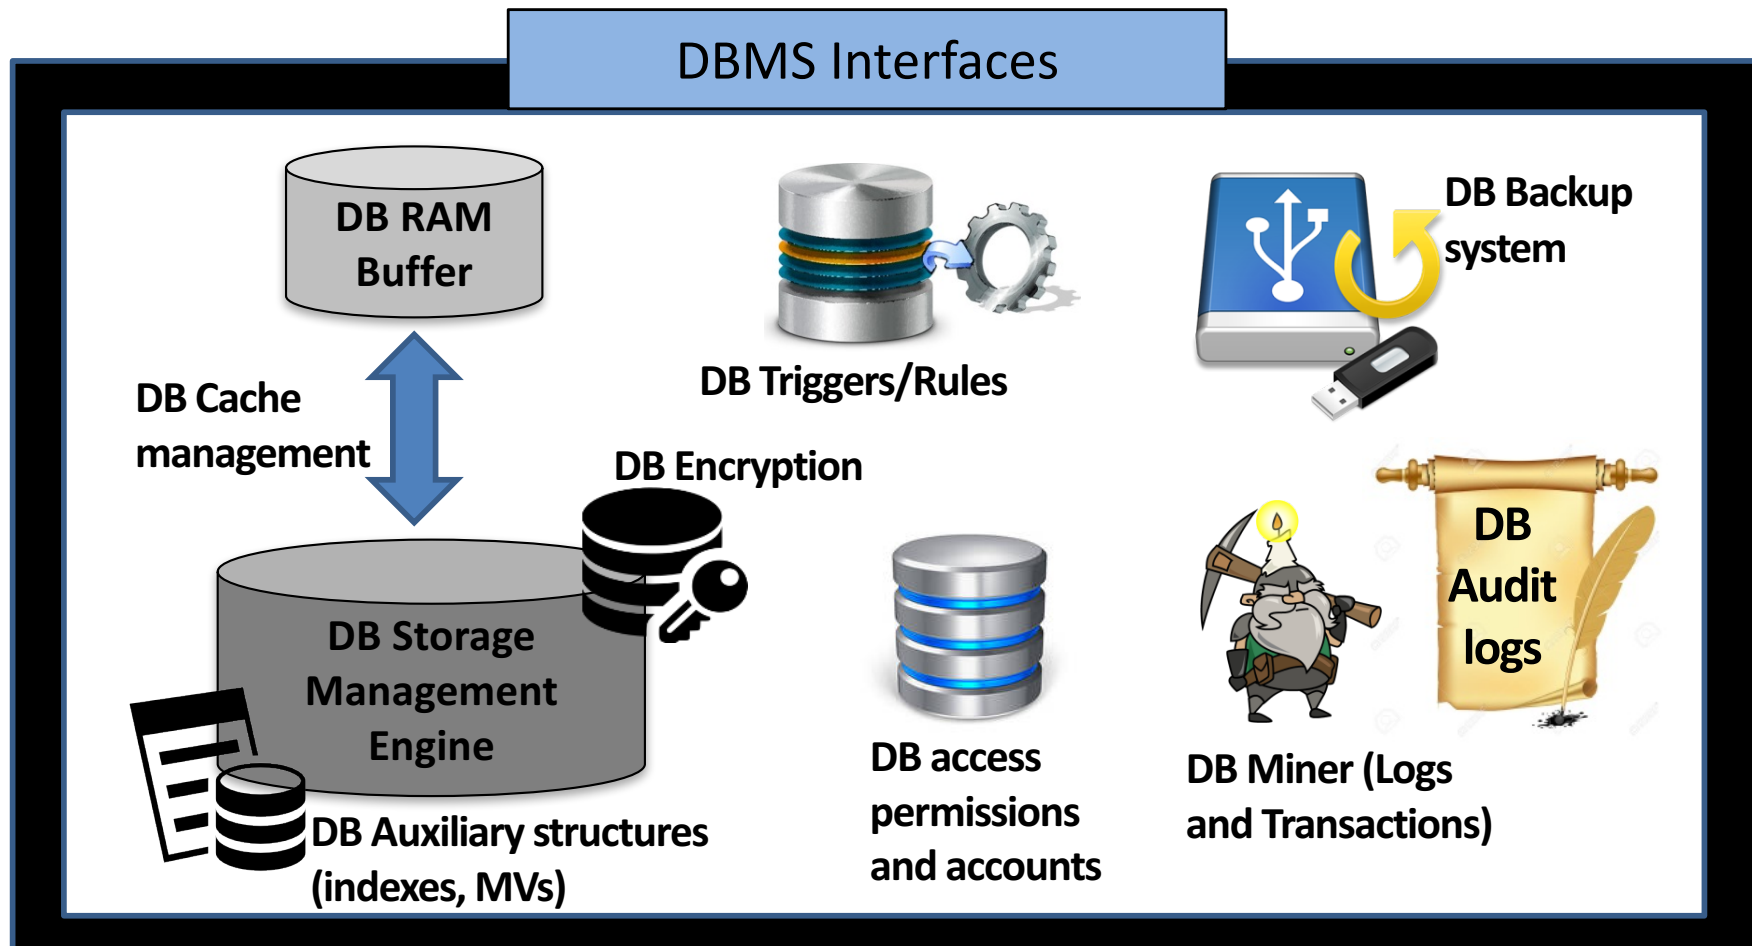 DBMS Interfaces
DB RAM
Buffer
DB Cache
management
DB Triggers/Rules
DB Backup
system
DB Encryption
DB Storage
Management
Engine
DB Auxiliary structures
(indexes, MVs)
DB access
permissions
and accounts
DB Miner (Logs
and Transactions)
DB
Audit
logs